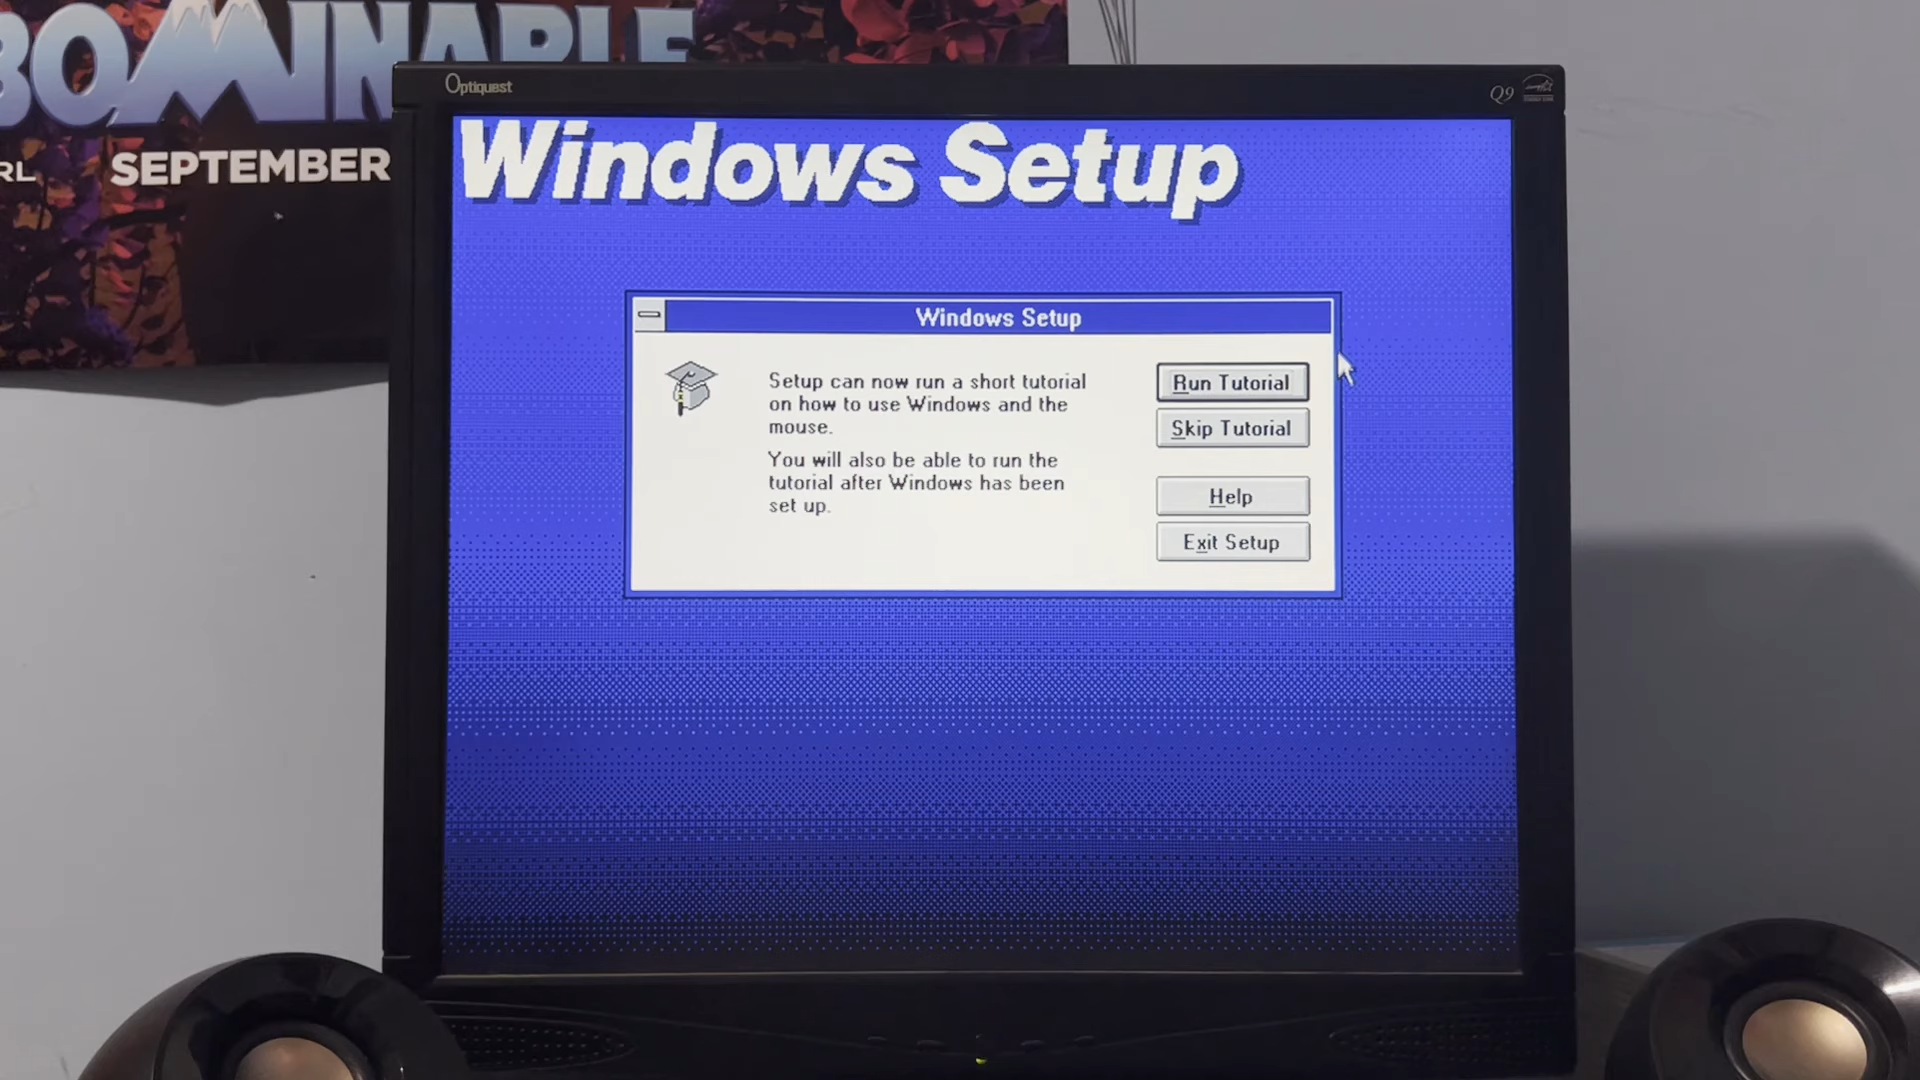 BOMINABLE
RL SEPTEMBER
Optiquest
Q9
Windows Setup
Windows Setup
Setup can now run a short tutorial
on how to use Windows and the
mouse.
You will also be able to run the
tutorial after Windows has been
set up.
Run Tutorial
Skip Tutorial
Help
Exit Setup